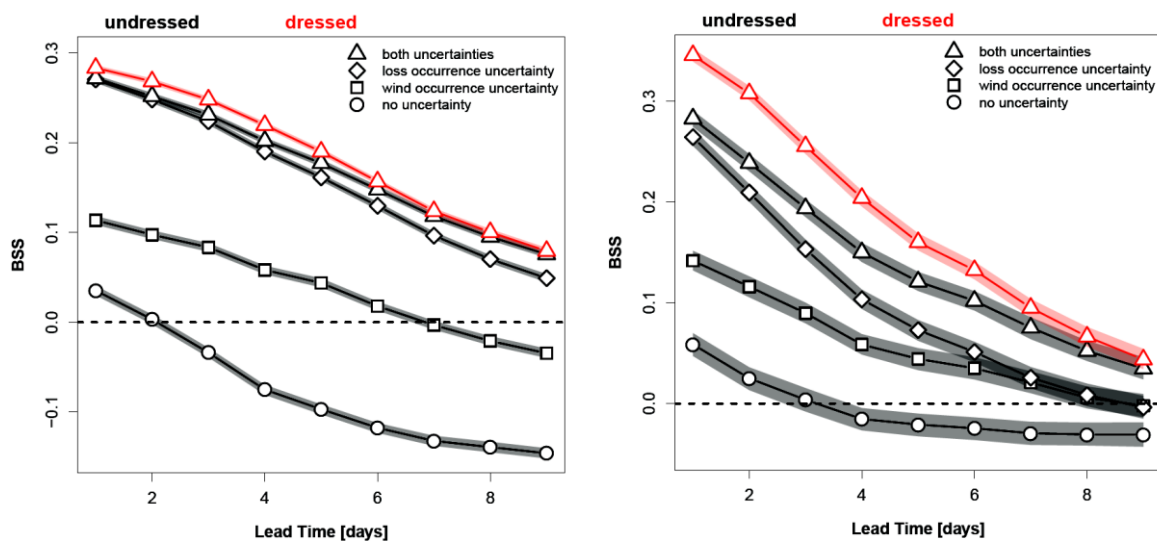 undressed dressed
both uncertainties
loss occurrence uncertainty
wind occurrence uncertainty
no uncertainty
0.3
0.2
0.1
0.0
−0.1
BSS
2 4 6 8
Lead Time [days]
undressed dressed
both uncertainties
loss occurrence uncertainty
wind occurrence uncertainty
no uncertainty
0.3
0.2
0.1
0.0
BSS
2 4 6 8
Lead Time [days]